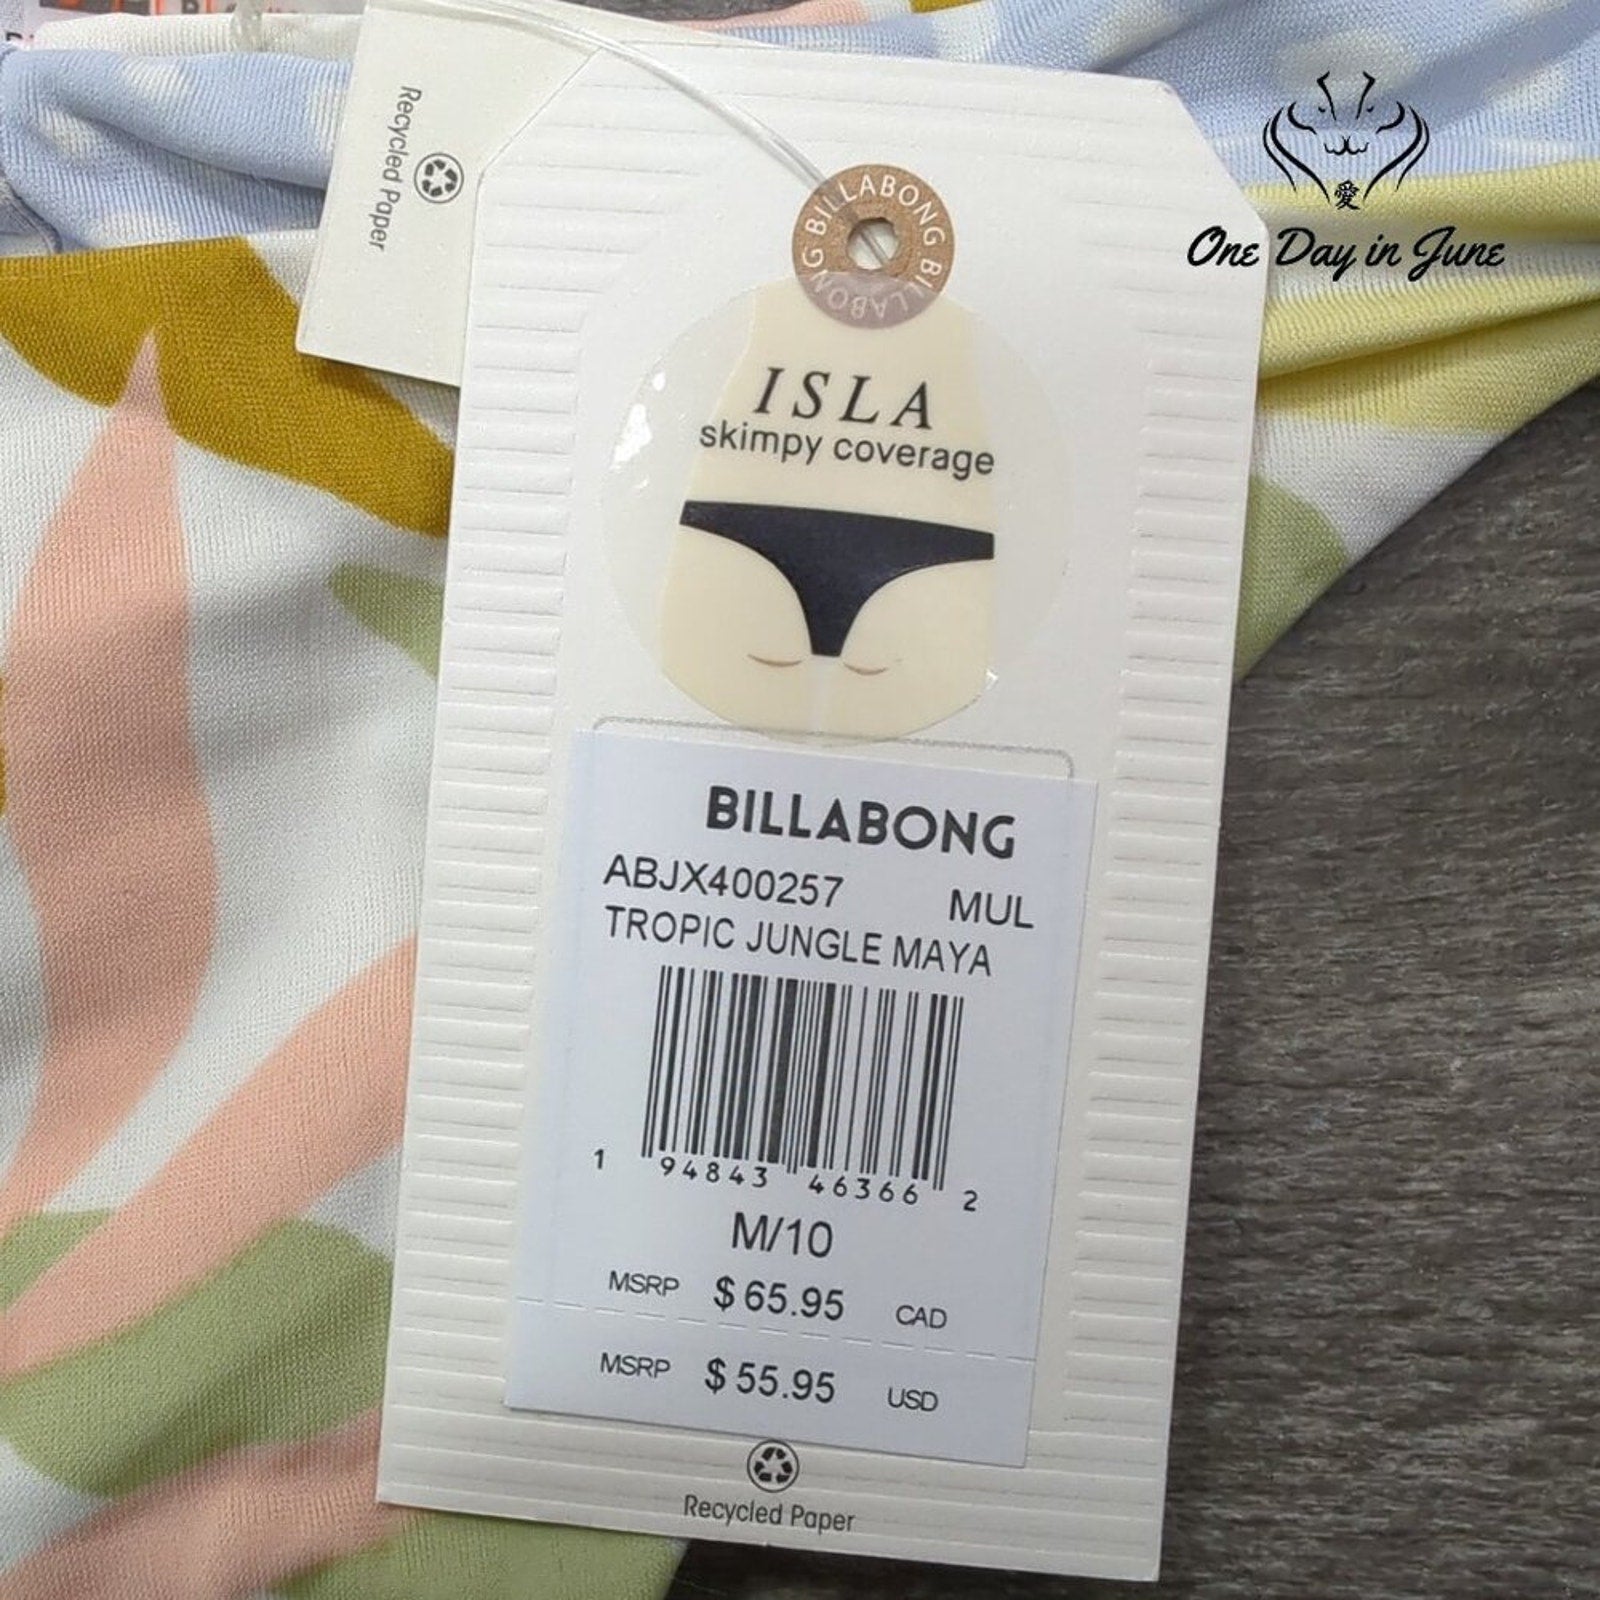 Recycled Paper
BILLABONG BILLABONG
愛
One Day in June
ISLA
skimpy coverage
BILLABONG
ABJX400257 MUL
TROPIC JUNGLE MAYA
1 94843 46366 2
M/10
MSRP $65.95 CAD
MSRP $55.95 USD
Recycled Paper